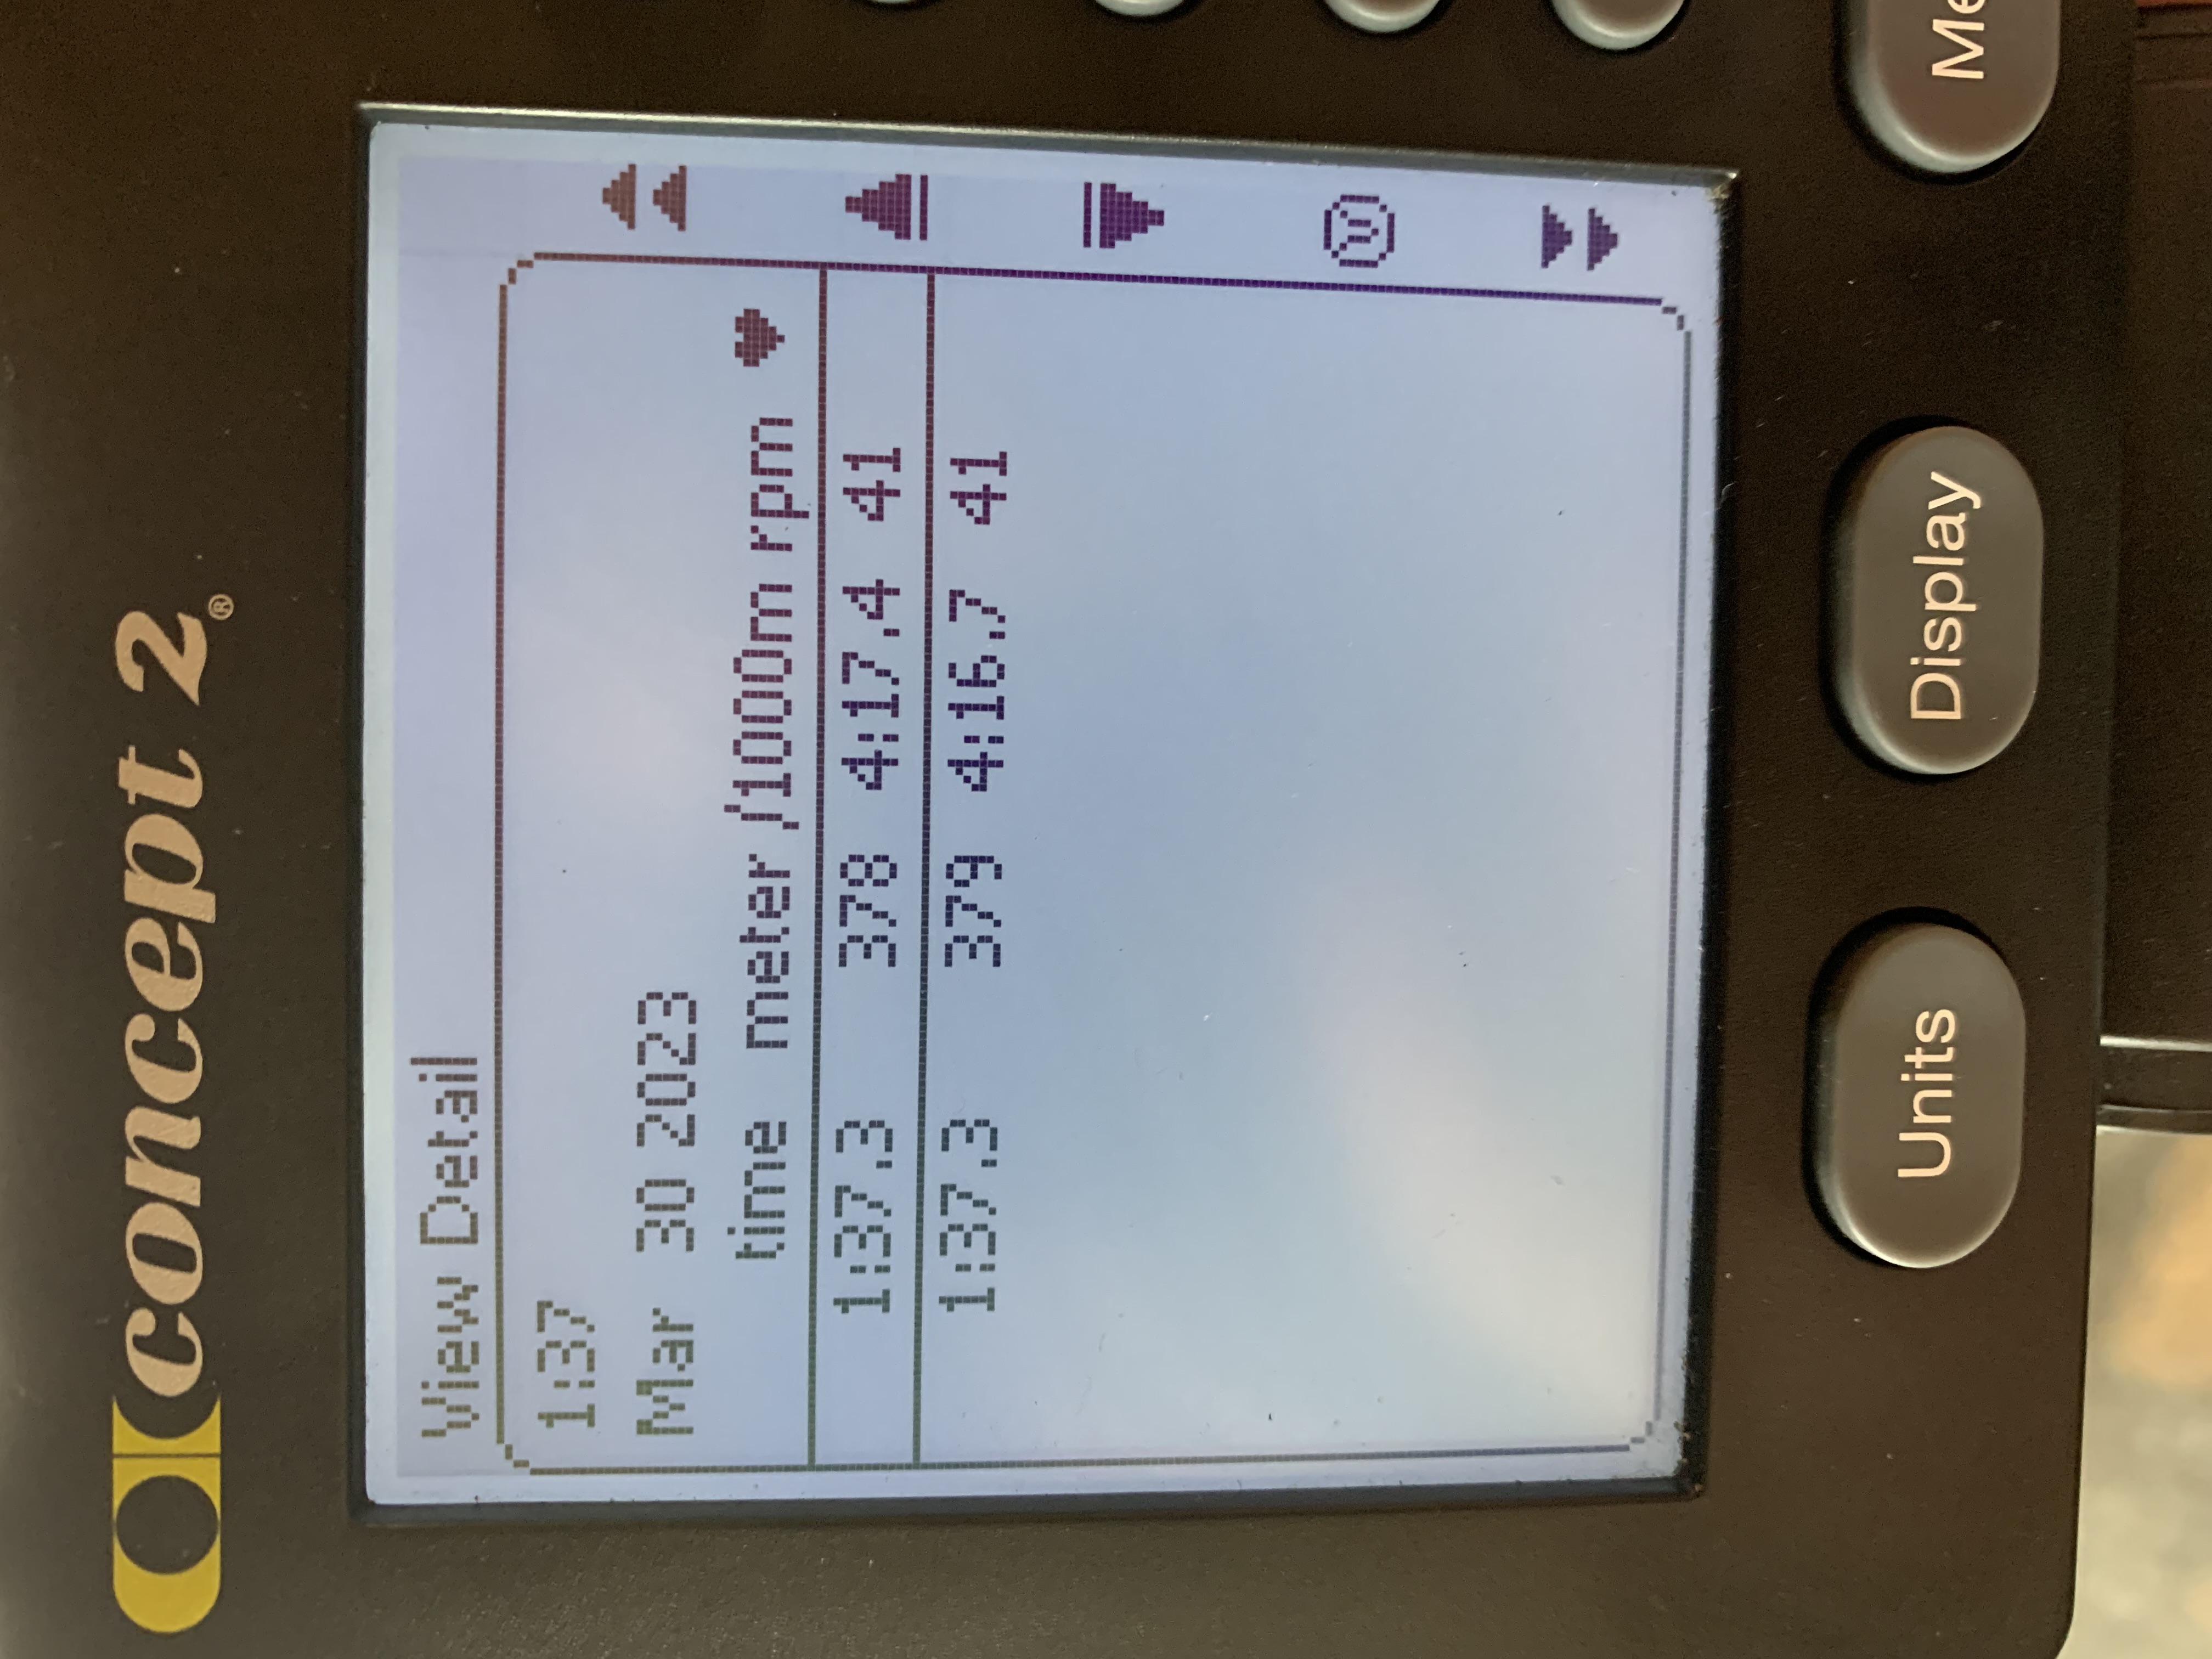 concept 2®
View Detail
1:37
Mar 30 2023
time meter /1000m rpm ♥
1:37.3 378 4:17.4 41
1:37.3 379 4:16.7 41
Units Display Me